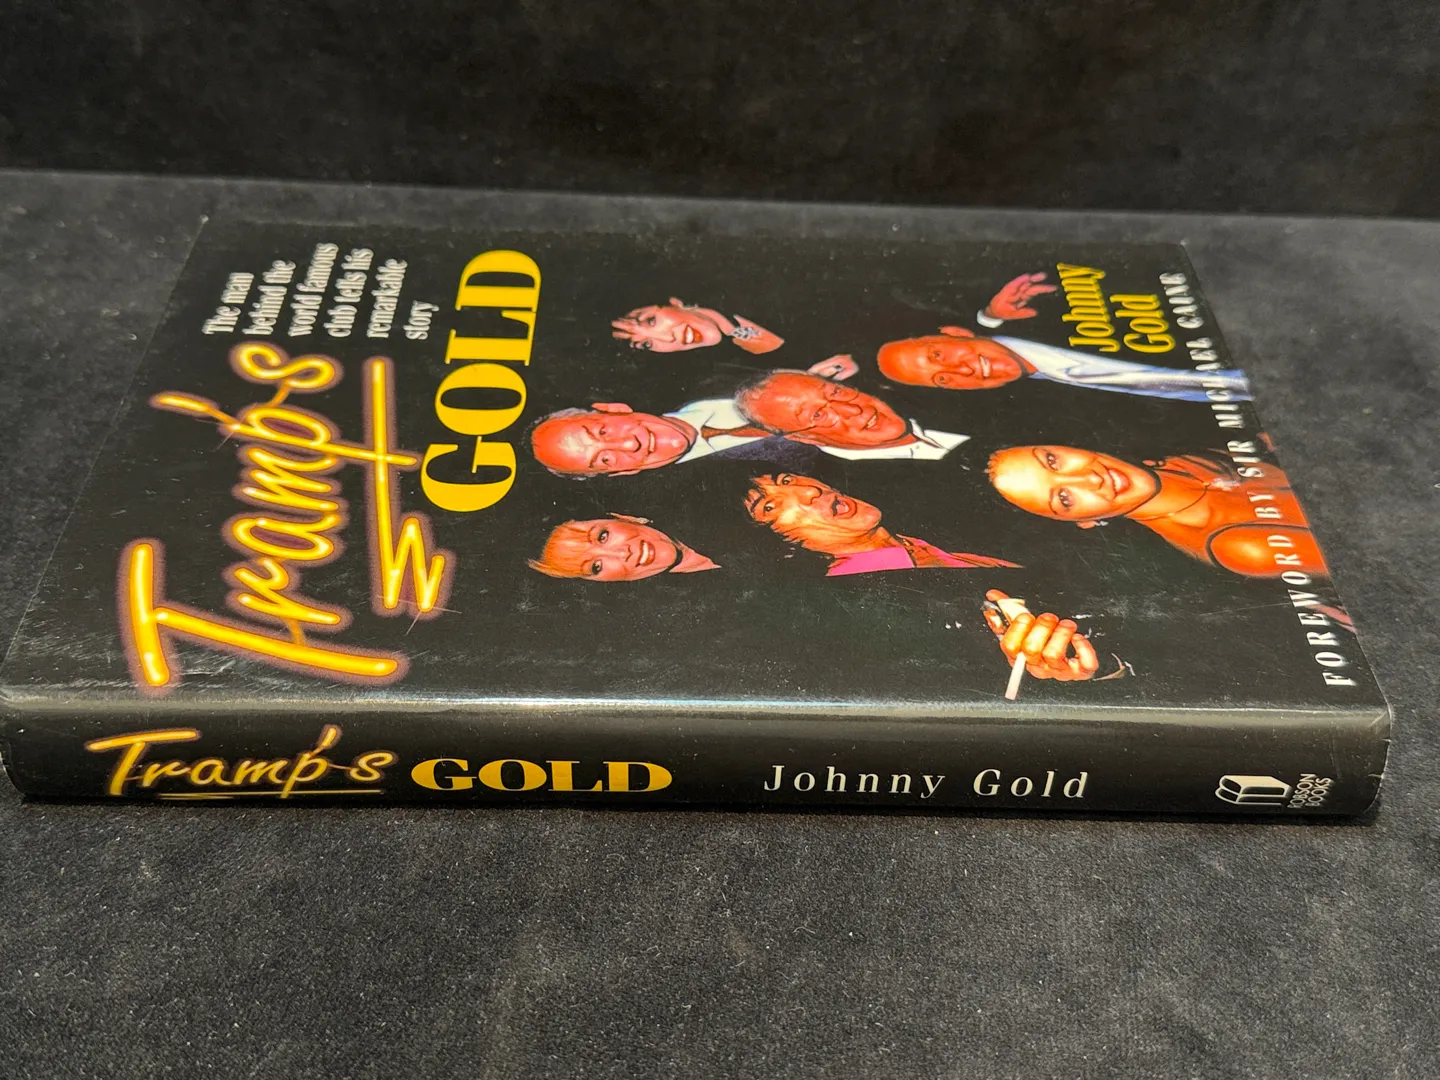 The man
behind the
world famous
club tells his
remarkable
story
Tramp's
GOLD
Johnny
Gold
FOREWORD BY SIR MICHAEL CAINE
Tramp's GOLD Johnny Gold
ROBSON
BOOKS